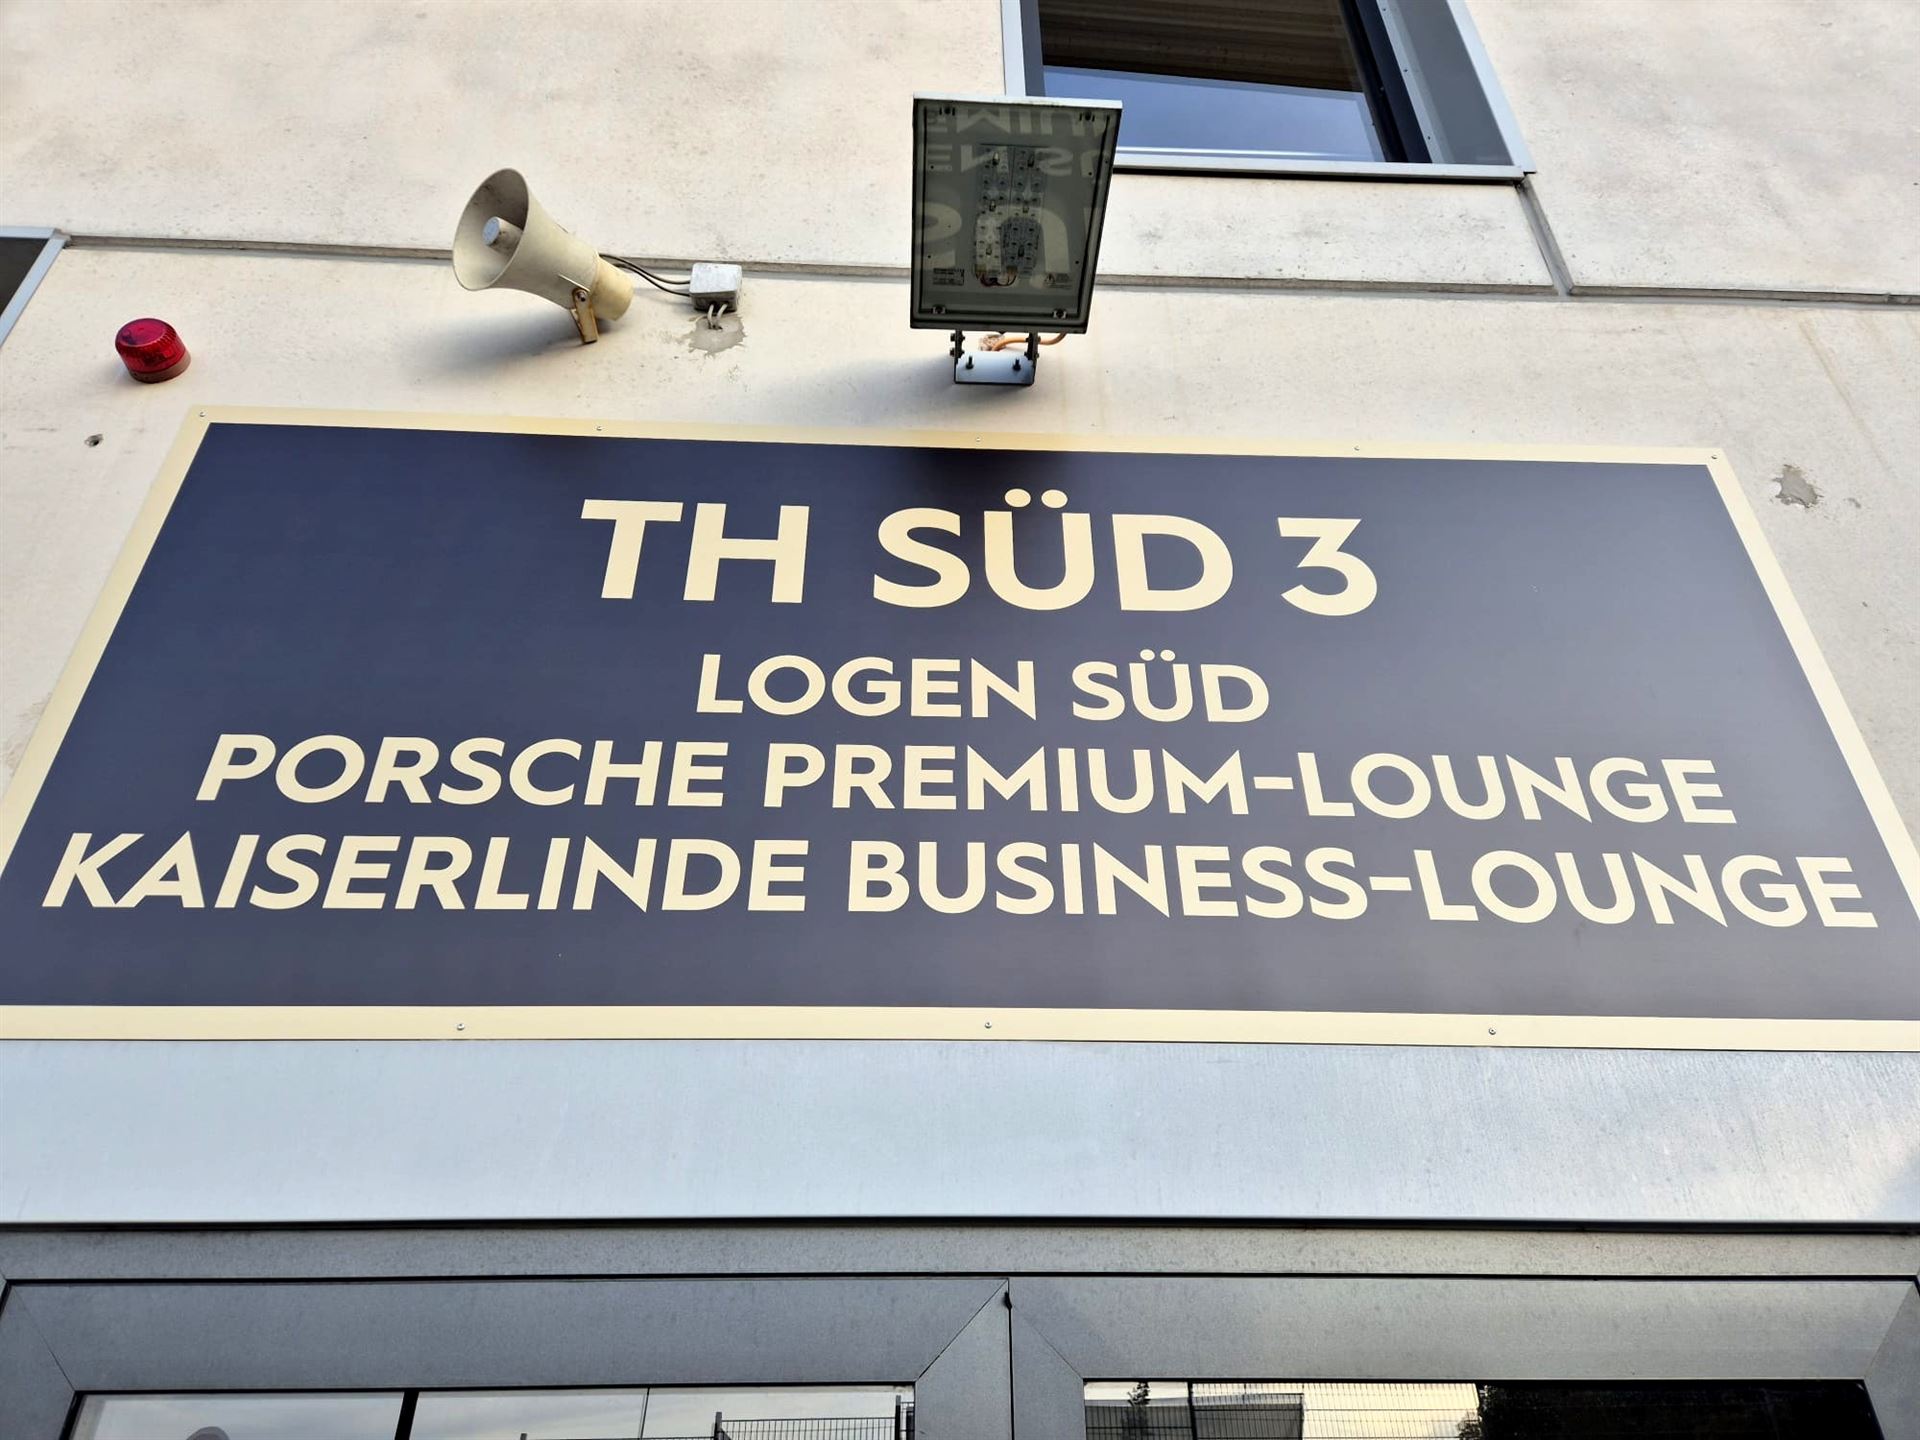 TH SÜD 3
LOGEN SÜD
PORSCHE PREMIUM-LOUNGE
KAISERLINDE BUSINESS-LOUNGE